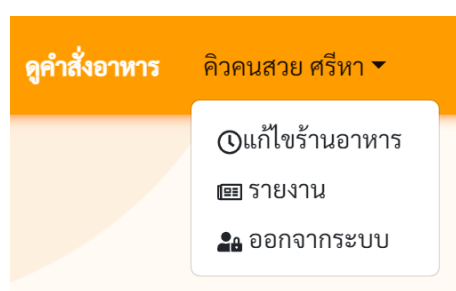 ดูคำสั่งอาหาร คิวคนสวย ศรีหา
แก้ไขร้านอาหาร
รายงาน
ออกจากระบบ